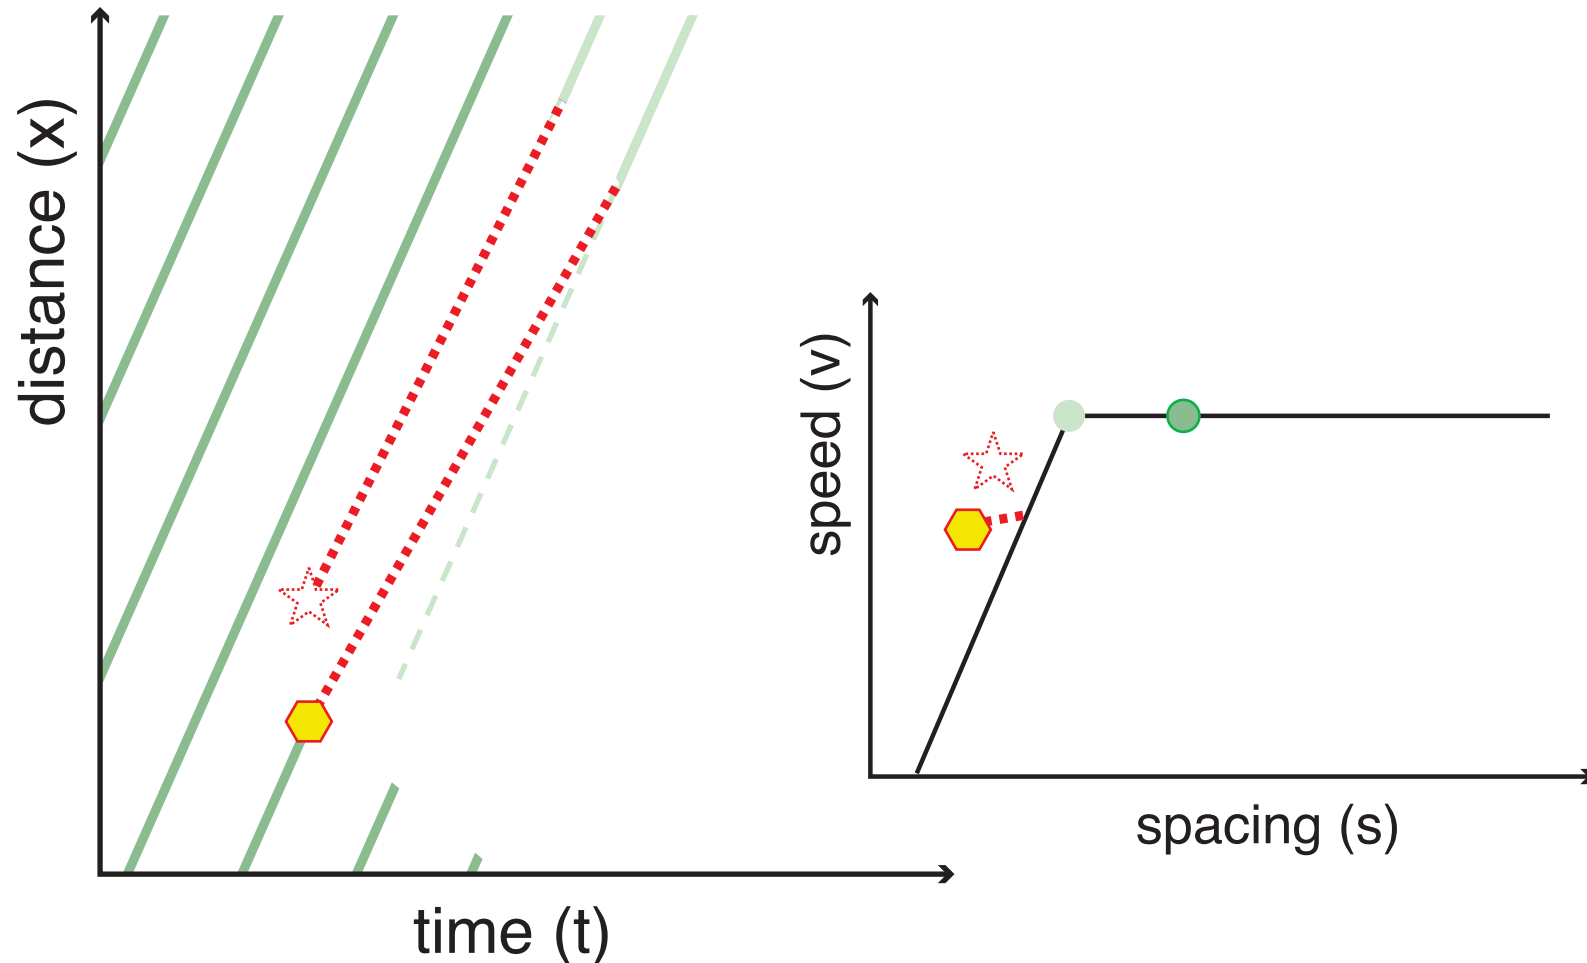 distance (x)
time (t)
speed (v)
spacing (s)